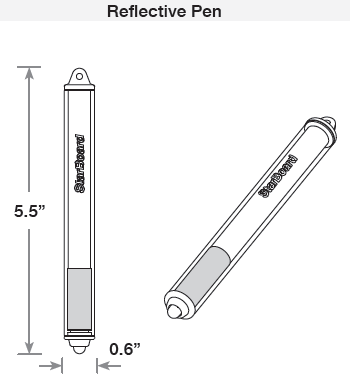 Reflective Pen
StarBoard
StarBoard
5.5”
0.6”